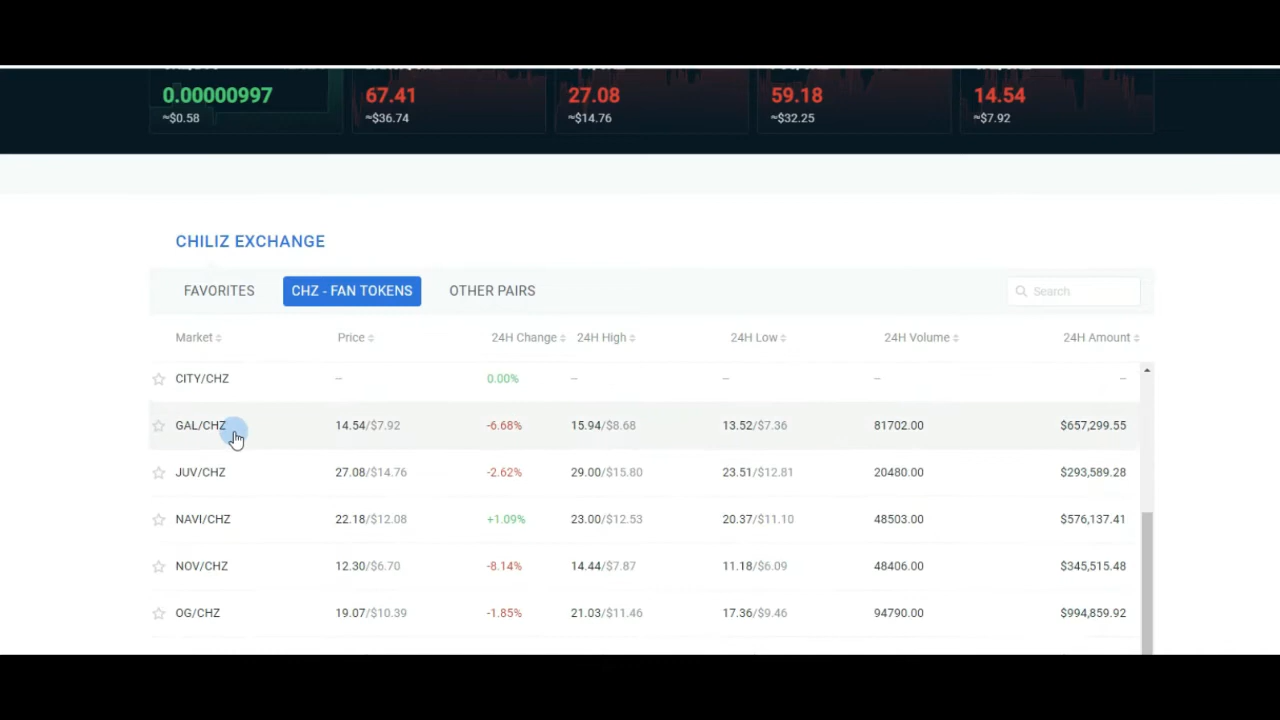 0.00000997 67.41 27.08 59.18 14.54
≈$0.58 ≈$36.74 ≈$14.76 ≈$32.25 ≈$7.92
CHILIZ EXCHANGE
FAVORITES CHZ - FAN TOKENS OTHER PAIRS Search
Market Price 24H Change 24H High 24H Low 24H Volume 24H Amount
CITY/CHZ – 0.00% – – – –
GAL/CHZ 14.54/$7.92 -6.68% 15.94/$8.68 13.52/$7.36 81702.00 $657,299.55
JUV/CHZ 27.08/$14.76 -2.62% 29.00/$15.80 23.51/$12.81 20480.00 $293,589.28
NAVI/CHZ 22.18/$12.08 +1.09% 23.00/$12.53 20.37/$11.10 48503.00 $576,137.41
NOV/CHZ 12.30/$6.70 -8.14% 14.44/$7.87 11.18/$6.09 48406.00 $345,515.48
OG/CHZ 19.07/$10.39 -1.85% 21.03/$11.46 17.36/$9.46 94790.00 $994,859.92